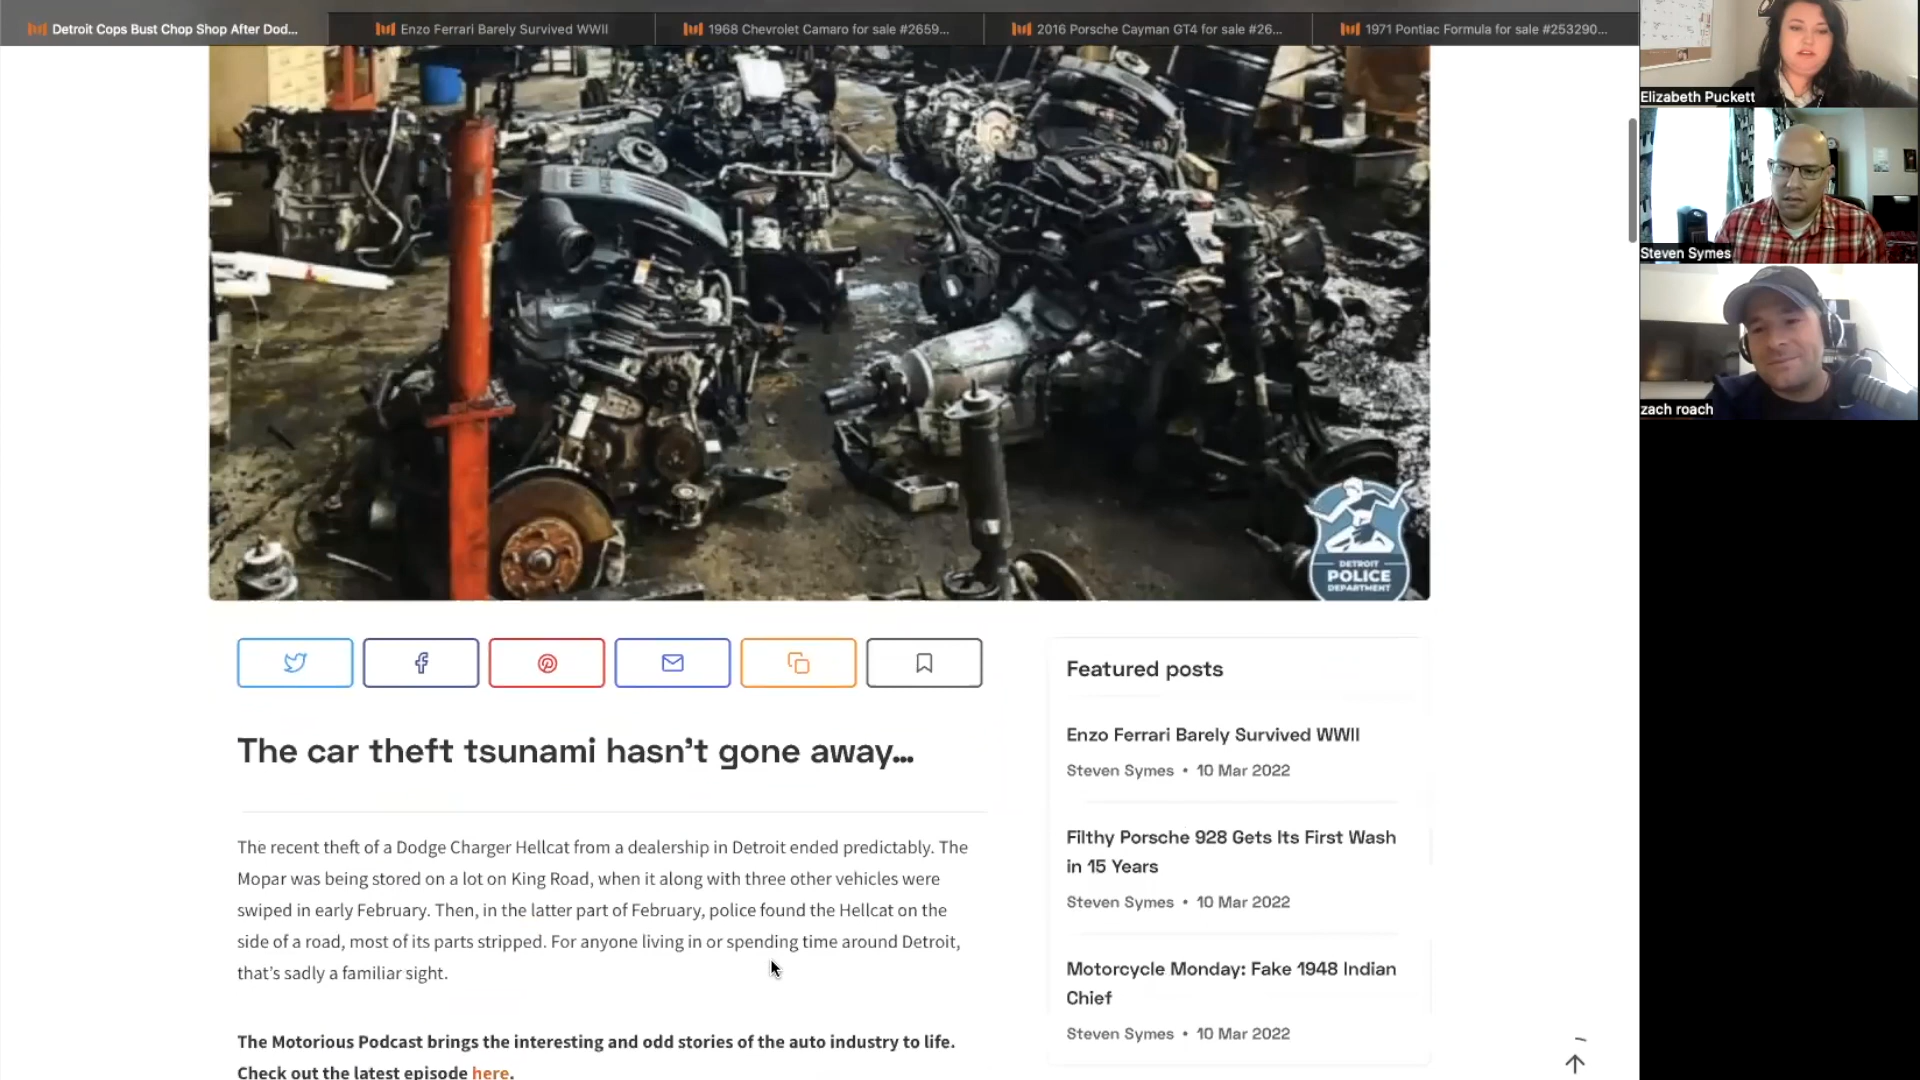 Detroit Cops Bust Chop Shop After Dod...
Enzo Ferrari Barely Survived WWII
1968 Chevrolet Camaro for sale #2659...
2016 Porsche Cayman GT4 for sale #26...
1971 Pontiac Formula for sale #253290...
Elizabeth Puckett
Steven Symes
zach roach
DETROIT
POLICE
DEPARTMENT
The car theft tsunami hasn’t gone away…
The recent theft of a Dodge Charger Hellcat from a dealership in Detroit ended predictably. The
Mopar was being stored on a lot on King Road, when it along with three other vehicles were
swiped in early February. Then, in the latter part of February, police found the Hellcat on the
side of a road, most of its parts stripped. For anyone living in or spending time around Detroit,
that’s sadly a familiar sight.
The Motorious Podcast brings the interesting and odd stories of the auto industry to life.
Check out the latest episode here.
Featured posts
Enzo Ferrari Barely Survived WWII
Steven Symes • 10 Mar 2022
Filthy Porsche 928 Gets Its First Wash
in 15 Years
Steven Symes • 10 Mar 2022
Motorcycle Monday: Fake 1948 Indian
Chief
Steven Symes • 10 Mar 2022